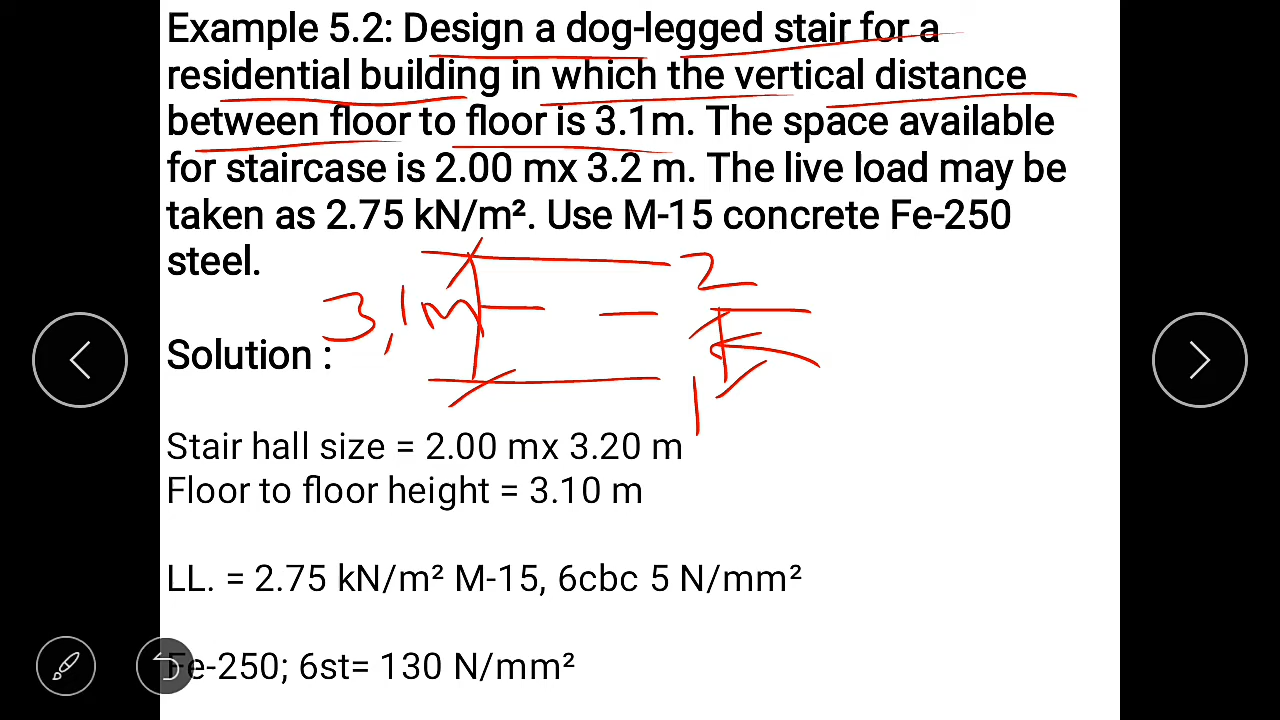 Example 5.2: Design a dog-legged stair for a
residential building in which the vertical distance
between floor to floor is 3.1m. The space available
for staircase is 2.00 mx 3.2 m. The live load may be
taken as 2.75 kN/m². Use M-15 concrete Fe-250
steel.
2
3,1m
Solution :
1
Stair hall size = 2.00 mx 3.20 m
Floor to floor height = 3.10 m
LL. = 2.75 kN/m² M-15, 6cbc 5 N/mm²
Fe-250; 6st= 130 N/mm²